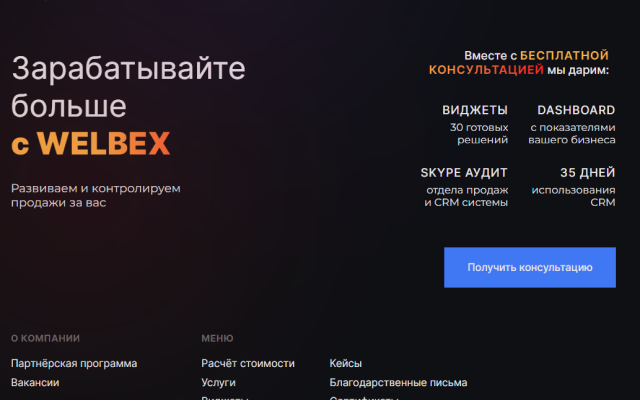 Зарабатывайте
больше
с WELBEX
Развиваем и контролируем
продажи за вас
Вместе с БЕСПЛАТНОЙ
КОНСУЛЬТАЦИЕЙ мы дарим:
ВИДЖЕТЫ
30 готовых
решений
DASHBOARD
с показателями
вашего бизнеса
SKYPE АУДИТ
отдела продаж
и CRM системы
35 ДНЕЙ
использования
CRM
Получить консультацию
О КОМПАНИИ
Партнёрская программа
Вакансии
МЕНЮ
Расчёт стоимости
Услуги
Виджеты
Кейсы
Благодарственные письма
Сертификаты